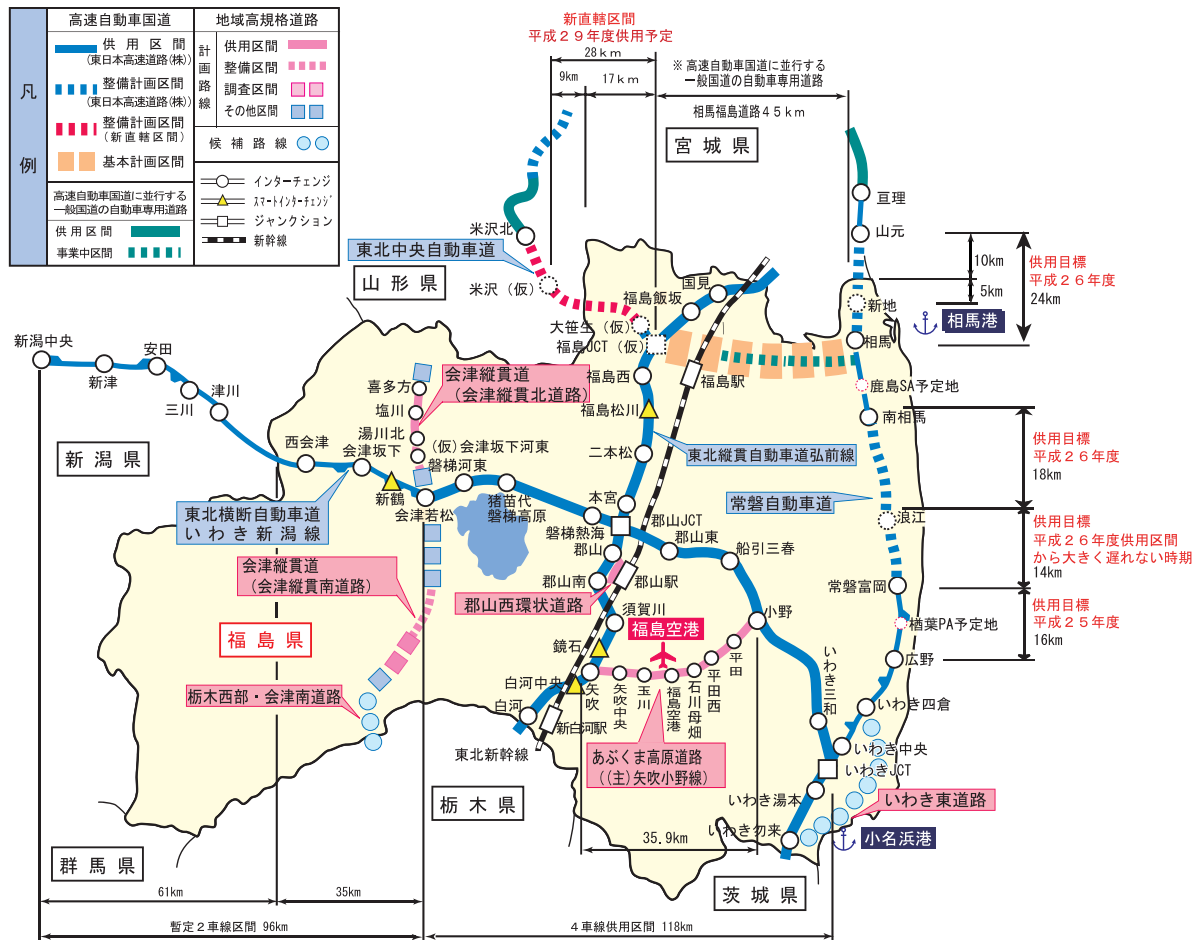 凡例
高速自動車国道
供用区間
(東日本高速道路(株))
整備計画区間
(東日本高速道路(株))
整備計画区間
(新直轄区間)
基本計画区間
高速自動車国道に並行する
一般国道の自動車専用道路
供用区間
事業中区間
地域高規格道路
計画路線
供用区間
整備区間
調査区間
その他区間
候補路線
インターチェンジ
スマートインターチェンジ
ジャンクション
新幹線
新直轄区間
平成29年度供用予定
28km
9km
17km
※高速自動車国道に並行する
一般国道の自動車専用道路
相馬福島道路45km
宮城県
亘理
山元
米沢北
東北中央自動車道
山形県
米沢(仮)
国見
福島飯坂
大笹生(仮)
福島JCT(仮)
新地
相馬港
相馬
10km
5km
供用目標
平成26年度
24km
新潟中央
新津
安田
三川
津川
新潟県
西会津
会津坂下
喜多方
塩川
湯川北
会津縦貫道
(会津縦貫北道路)
(仮)会津坂下河東
磐梯河東
新鶴
会津若松
猪苗代
磐梯高原
福島西
福島駅
福島松川
鹿島SA予定地
南相馬
二本松
東北縦貫自動車道弘前線
供用目標
平成26年度
18km
東北横断自動車道
いわき新潟線
本宮
磐梯熱海
郡山JCT
郡山東
常磐自動車道
浪江
供用目標
平成26年度供用区間
から大きく遅れない時期
14km
郡山
船引三春
郡山南
郡山駅
会津縦貫道
(会津縦貫南道路)
郡山西環状道路
常磐富岡
須賀川
小野
楢葉PA予定地
供用目標
平成25年度
16km
福島県
福島空港
鏡石
広野
栃木西部・会津南道路
白河中央
白河
新白河駅
矢吹
矢吹中央
玉川
福島空港
石川母畑
平田西
平田
いわき三和
いわき四倉
東北新幹線
あぶくま高原道路
((主)矢吹小野線)
いわき中央
いわきJCT
栃木県
いわき湯本
いわき東道路
いわき勿来
小名浜港
35.9km
群馬県
茨城県
61km
35km
暫定2車線区間 96km
4車線供用区間 118km